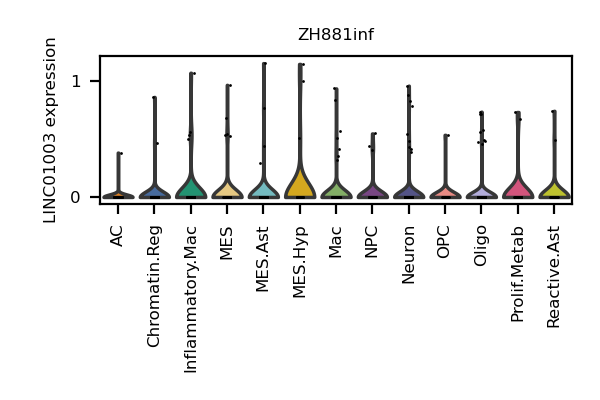 ZH881inf
LINC01003 expression
1
0
AC
Chromatin.Reg
Inflammatory.Mac
MES
MES.Ast
MES.Hyp
Mac
NPC
Neuron
OPC
Oligo
Prolif.Metab
Reactive.Ast